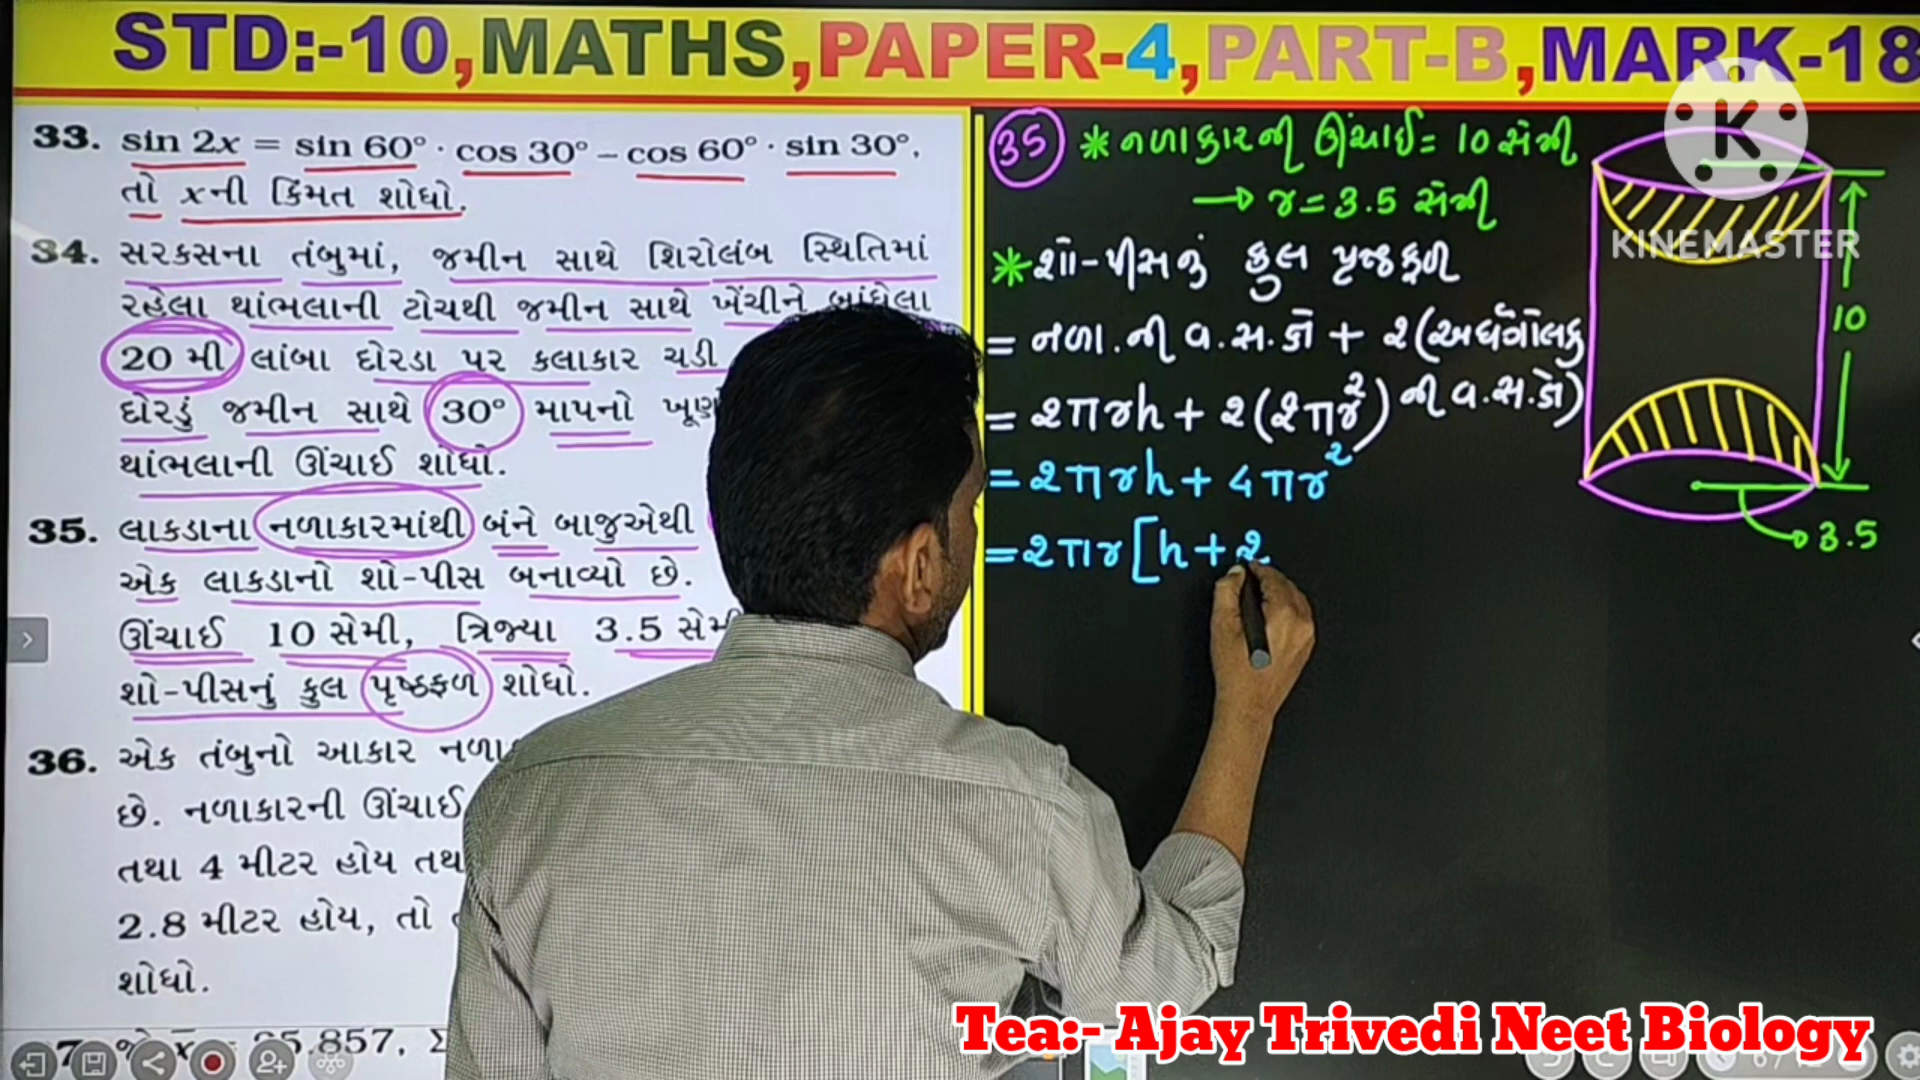 STD:-10,MATHS,PAPER-4,PART-B,MARK-18
33. sin 2x = sin 60° · cos 30° – cos 60° · sin 30°,
તો xની કિંમત શોધો.
34. સરકસના તંબુમાં, જમીન સાથે શિરોલંબ સ્થિતિમાં
રહેલા થાંભલાની ટોચથી જમીન સાથે ખેંચીને બાંધેલા
20 મી લાંબા દોરડા પર કલાકાર ચડી
દોરડું જમીન સાથે 30° માપનો ખૂણ
થાંભલાની ઊંચાઈ શોધો.
35. લાકડાના નળાકારમાંથી બંને બાજુએથી
એક લાકડાનો શો-પીસ બનાવ્યો છે.
ઊંચાઈ 10 સેમી, ત્રિજ્યા 3.5 સેમી
શો-પીસનું કુલ પૃષ્ઠફળ શોધો.
36. એક તંબુનો આકાર નળા
છે. નળાકારની ઊંચાઈ
તથા 4 મીટર હોય તથ
2.8 મીટર હોય, તો
શોધો.
7. જો x̄ = 25.857, Σ
35 * નળાકારની ઊંચાઈ = 10 સેમી
→ r = 3.5 સેમી
* શૉ-પીસનું કુલ પૃષ્ઠફળ
= નળા.ની વ.સ.ફો + 2(અર્ધગોલક
ની વ.સ.ફો)
= 2πrh + 2(2πr²)
= 2πrh + 4πr²
= 2πr[h+2
10
3.5
K
KINEMASTER
Tea:- Ajay Trivedi Neet Biology